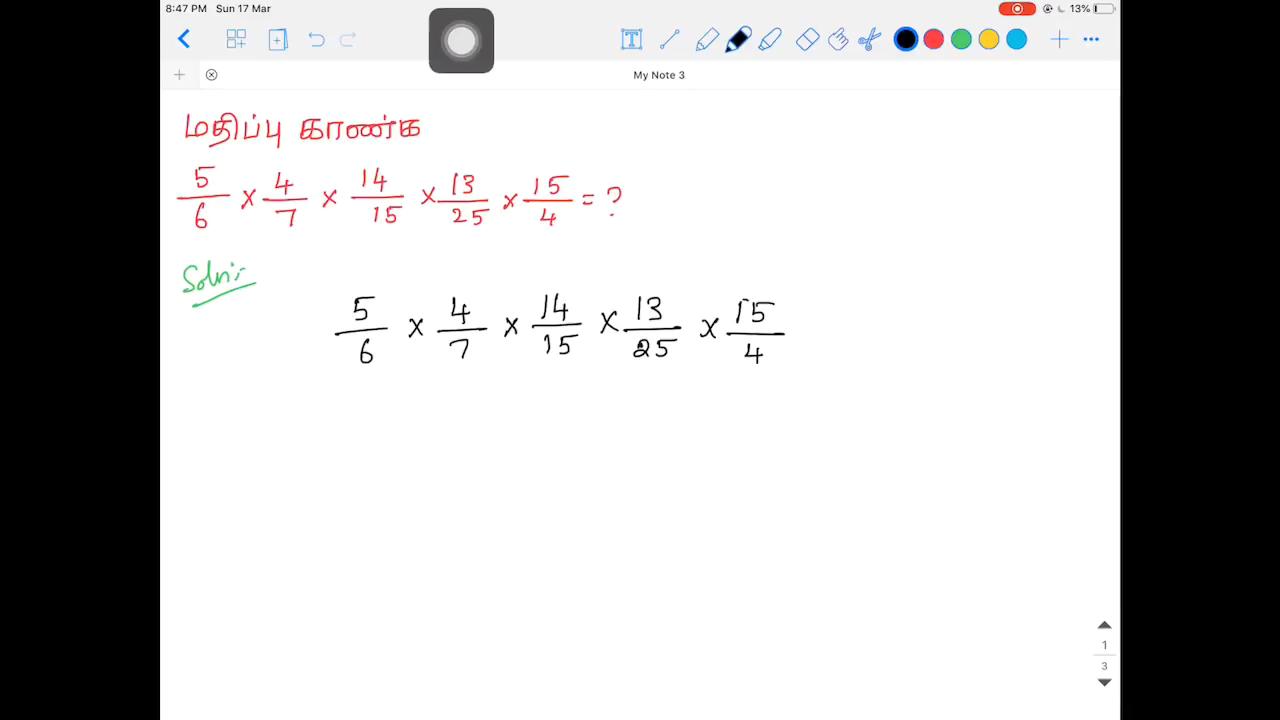 8:47 PM Sun 17 Mar 13%
T
My Note 3
மதிப்பு காண்க
5/6 × 4/7 × 14/15 × 13/25 × 15/4 = ?
Soln:
5/6 × 4/7 × 14/15 × 13/25 × 15/4
1
3